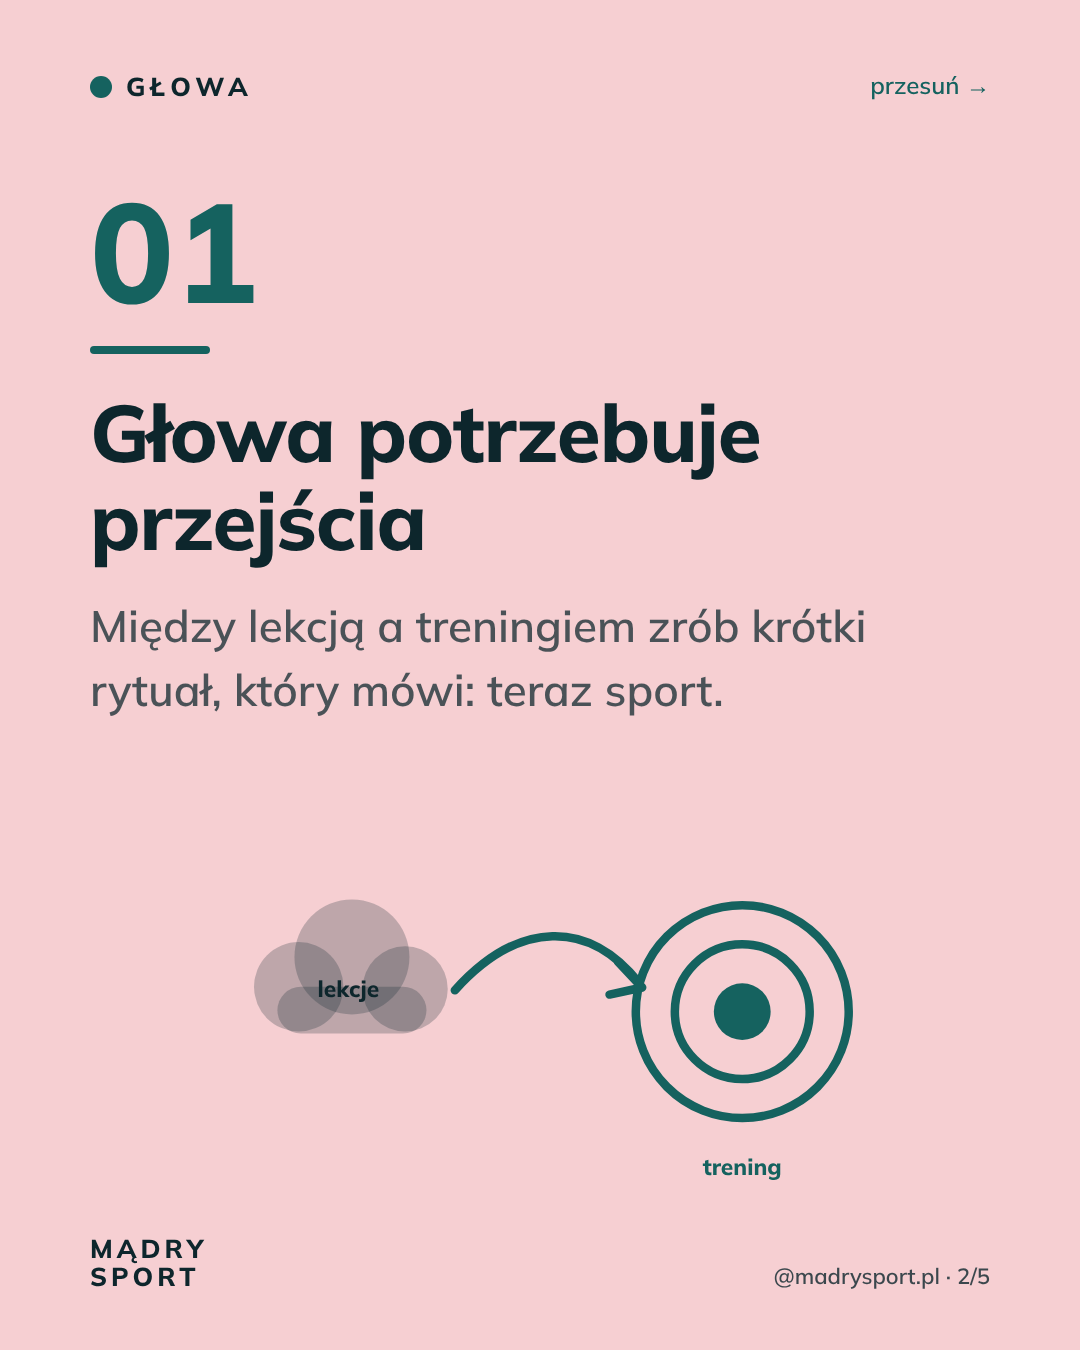 GŁOWA
przesuń →
01
Głowa potrzebuje
przejścia
Między lekcją a treningiem zrób krótki
rytuał, który mówi: teraz sport.
lekcje
trening
MĄDRY
SPORT
@madrysport.pl · 2/5